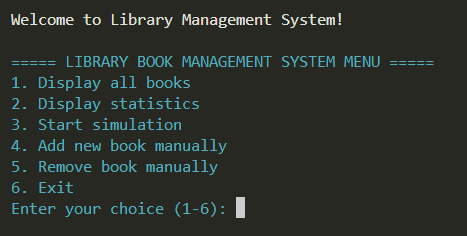 Welcome to Library Management System!
===== LIBRARY BOOK MANAGEMENT SYSTEM MENU =====
1. Display all books
2. Display statistics
3. Start simulation
4. Add new book manually
5. Remove book manually
6. Exit
Enter your choice (1-6):